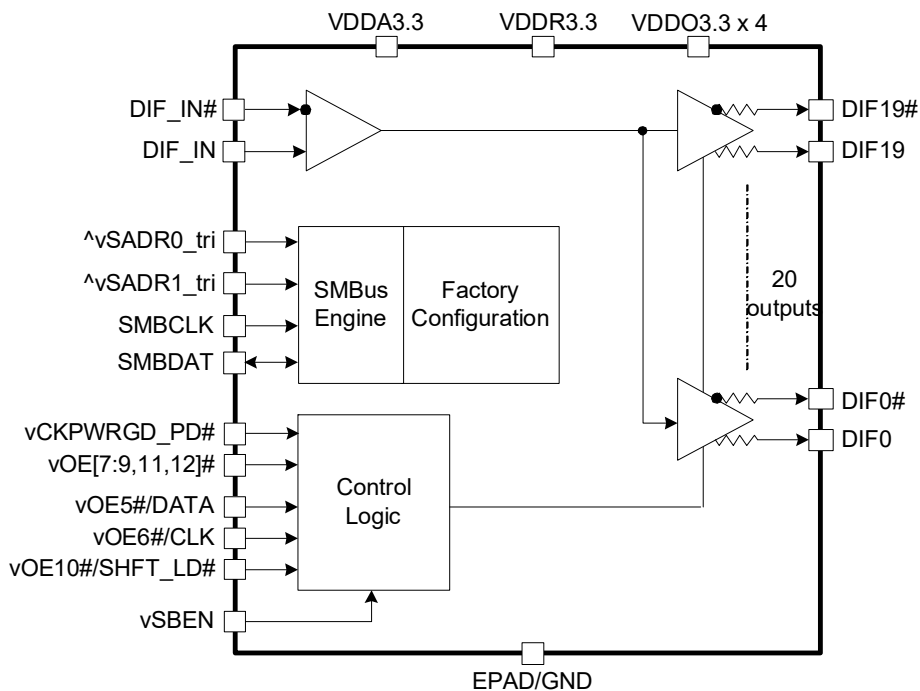 VDDA3.3
VDDR3.3
VDDO3.3 x 4
DIF_IN#
DIF_IN
DIF19#
DIF19
^vSADR0_tri
^vSADR1_tri
SMBCLK
SMBDAT
SMBus
Engine
Factory
Configuration
20
outputs
DIF0#
DIF0
vCKPWRGD_PD#
vOE[7:9,11,12]#
vOE5#/DATA
vOE6#/CLK
vOE10#/SHFT_LD#
vSBEN
Control
Logic
EPAD/GND